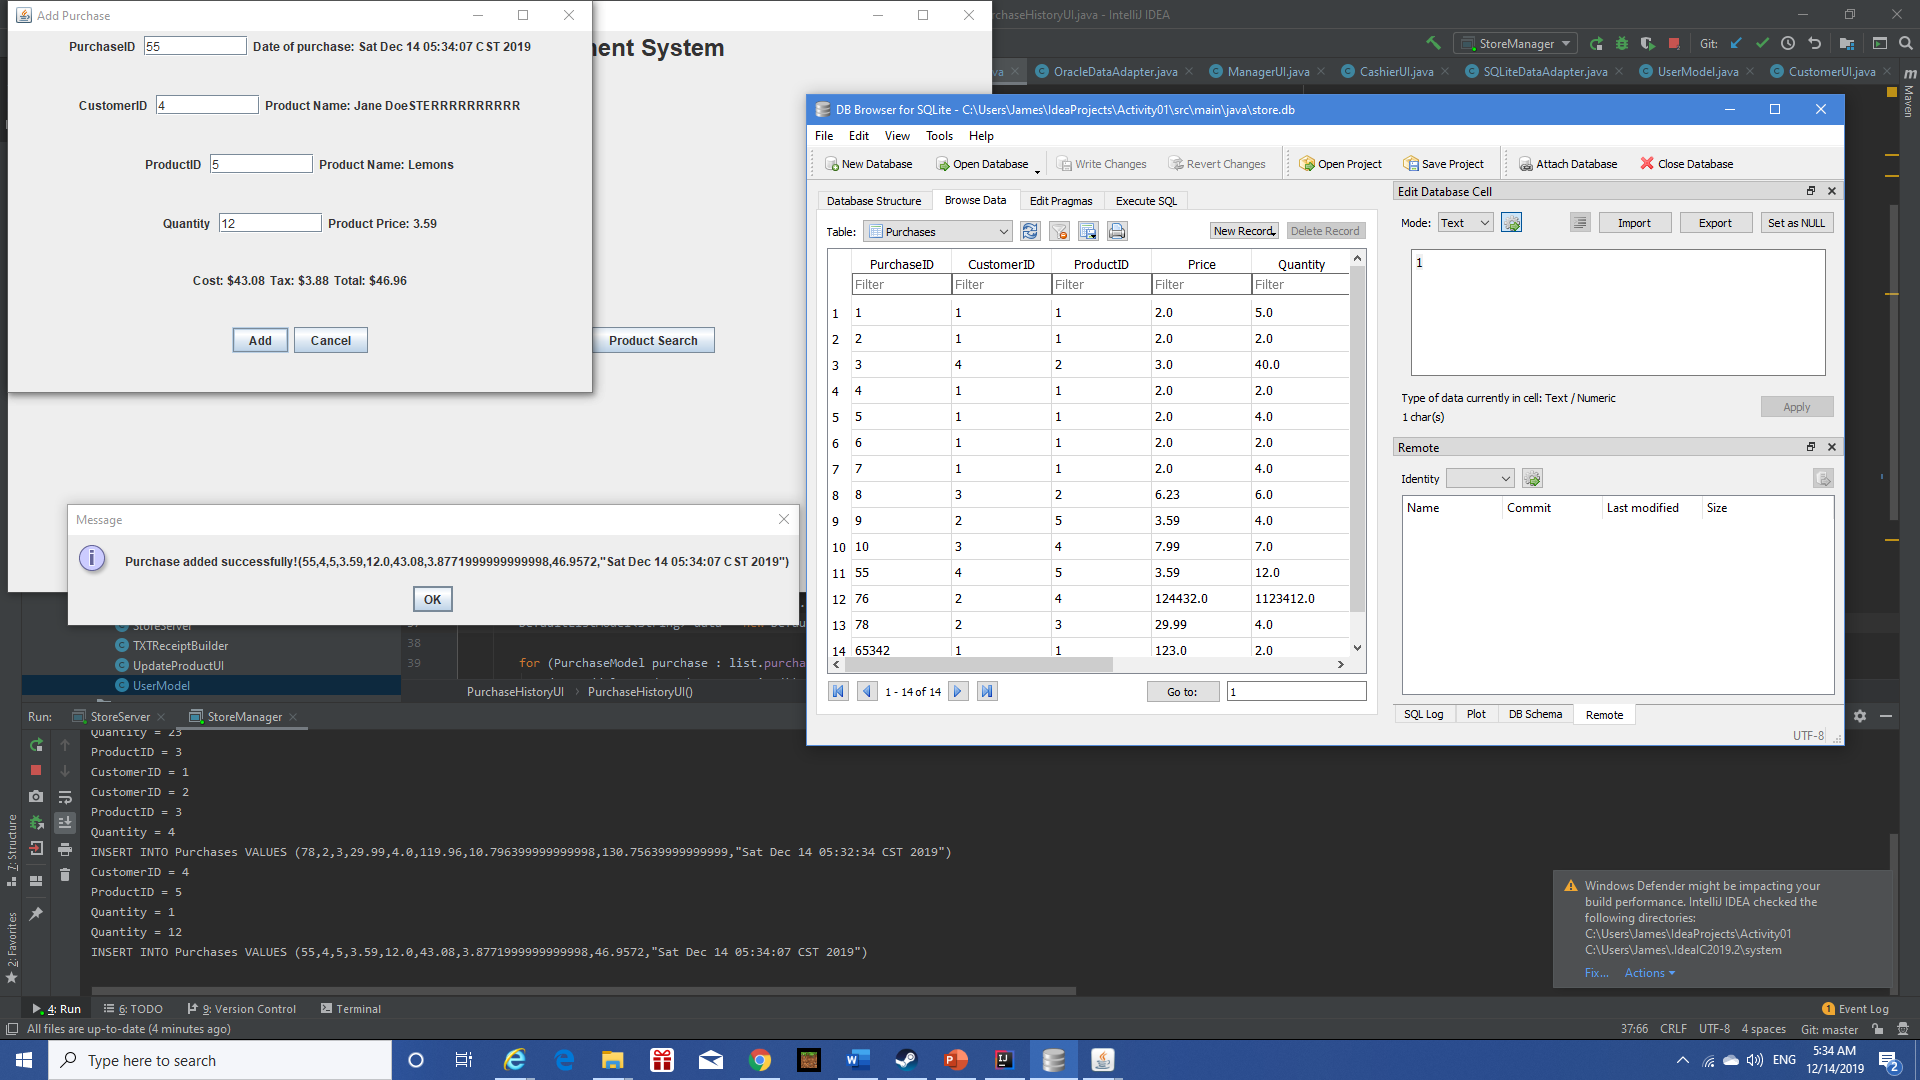 Add Purchase
PurchaseID 55 Date of purchase: Sat Dec 14 05:34:07 CST 2019
CustomerID 4 Product Name: Jane DoeSTERRRRRRRRRR
ProductID 5 Product Name: Lemons
Quantity 12 Product Price: 3.59
Cost: $43.08 Tax: $3.88 Total: $46.96
Add Cancel
nent System
Product Search
Message
Purchase added successfully!(55,4,5,3.59,12.0,43.08,3.8771999999999998,46.9572,"Sat Dec 14 05:34:07 CST 2019")
OK
rchaseHistoryUI.java - IntelliJ IDEA
StoreManager Git:
va OracleDataAdapter.java ManagerUI.java CashierUI.java SQLiteDataAdapter.java UserModel.java CustomerUI.java
Maven
DB Browser for SQLite - C:\Users\James\IdeaProjects\Activity01\src\main\java\store.db
File Edit View Tools Help
New Database Open Database Write Changes Revert Changes Open Project Save Project Attach Database Close Database
Database Structure Browse Data Edit Pragmas Execute SQL
Table: Purchases New Record Delete Record
PurchaseID CustomerID ProductID Price Quantity
Filter Filter Filter Filter Filter
1 1 1 1 2.0 5.0
2 2 1 1 2.0 2.0
3 3 4 2 3.0 40.0
4 4 1 1 2.0 2.0
5 5 1 1 2.0 4.0
6 6 1 1 2.0 2.0
7 7 1 1 2.0 4.0
8 8 3 2 6.23 6.0
9 9 2 5 3.59 4.0
10 10 3 4 7.99 7.0
11 55 4 5 3.59 12.0
12 76 2 4 124432.0 1123412.0
13 78 2 3 29.99 4.0
14 65342 1 1 123.0 2.0
1 - 14 of 14 Go to: 1
Edit Database Cell
Mode: Text Import Export Set as NULL
1
Type of data currently in cell: Text / Numeric
1 char(s)
Apply
Remote
Identity
Name Commit Last modified Size
SQL Log Plot DB Schema Remote
UTF-8
StoreServer
TXTReceiptBuilder
UpdateProductUI
UserModel
38
39 for (PurchaseModel purchase : list.purcha
PurchaseHistoryUI PurchaseHistoryUI()
Run: StoreServer StoreManager
Quantity = 23
ProductID = 3
CustomerID = 1
CustomerID = 2
ProductID = 3
Quantity = 4
INSERT INTO Purchases VALUES (78,2,3,29.99,4.0,119.96,10.796399999999998,130.75639999999999,"Sat Dec 14 05:32:34 CST 2019")
CustomerID = 4
ProductID = 5
Quantity = 1
Quantity = 12
INSERT INTO Purchases VALUES (55,4,5,3.59,12.0,43.08,3.8771999999999998,46.9572,"Sat Dec 14 05:34:07 CST 2019")
7: Structure
2: Favorites
Windows Defender might be impacting your
build performance. IntelliJ IDEA checked the
following directories:
C:\Users\James\IdeaProjects\Activity01
C:\Users\James\.IdeaIC2019.2\system
Fix... Actions
4: Run 6: TODO 9: Version Control Terminal 1 Event Log
All files are up-to-date (4 minutes ago) 37:66 CRLF UTF-8 4 spaces Git: master
Type here to search
ENG
5:34 AM
12/14/2019
2